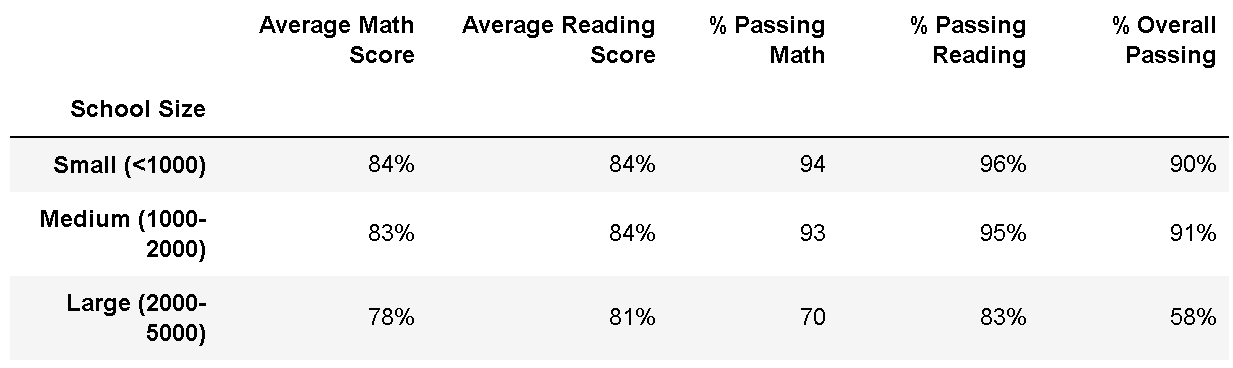 Average Math Average Reading % Passing % Passing % Overall
Score Score Math Reading Passing
School Size
Small (<1000) 84% 84% 94 96% 90%
Medium (1000-
2000) 83% 84% 93 95% 91%
Large (2000-
5000) 78% 81% 70 83% 58%